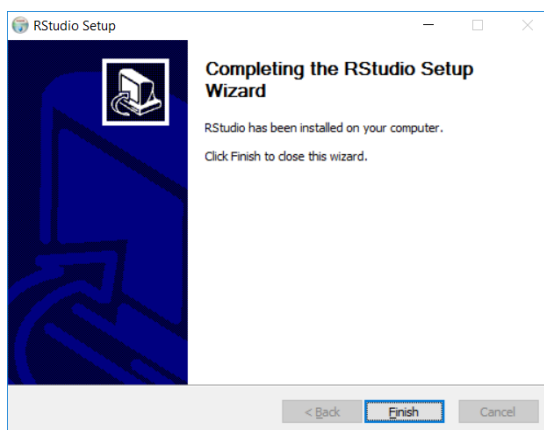 RStudio Setup
Completing the RStudio Setup
Wizard
RStudio has been installed on your computer.
Click Finish to close this wizard.
< Back
Finish
Cancel